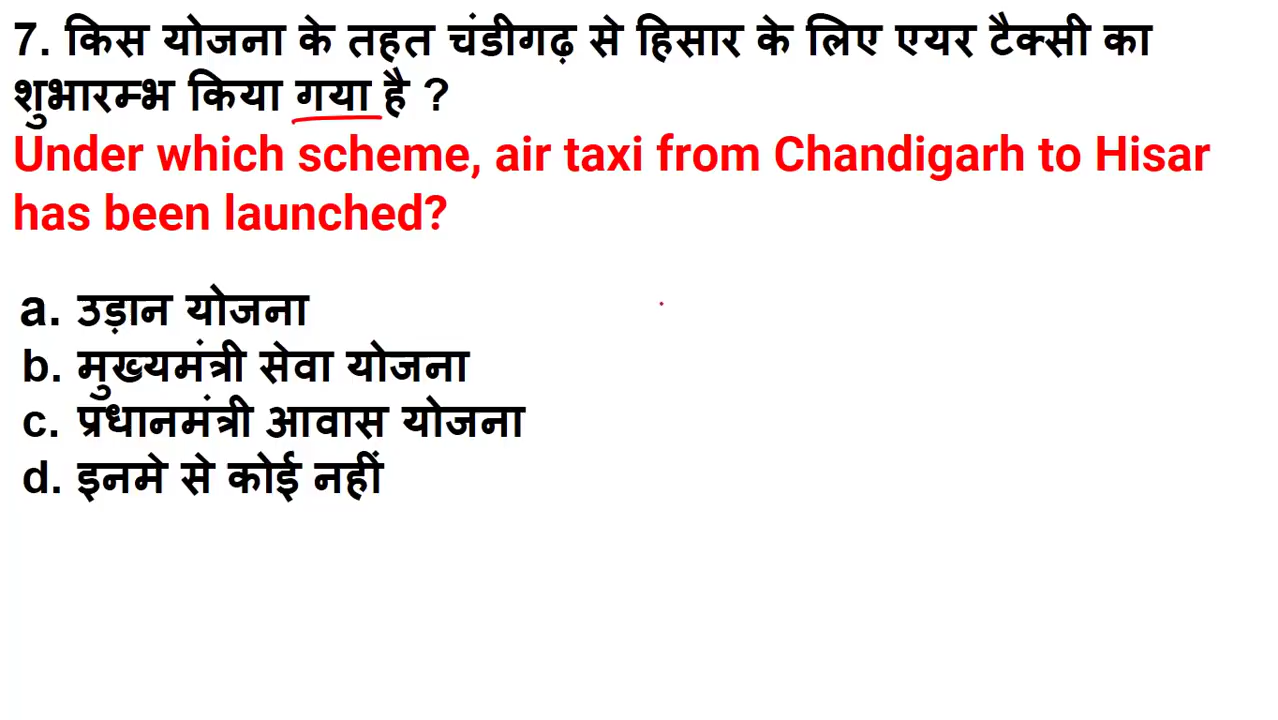 7. किस योजना के तहत चंडीगढ़ से हिसार के लिए एयर टैक्सी का
शुभारम्भ किया गया है ?
Under which scheme, air taxi from Chandigarh to Hisar
has been launched?
a. उड़ान योजना
b. मुख्यमंत्री सेवा योजना
c. प्रधानमंत्री आवास योजना
d. इनमे से कोई नहीं